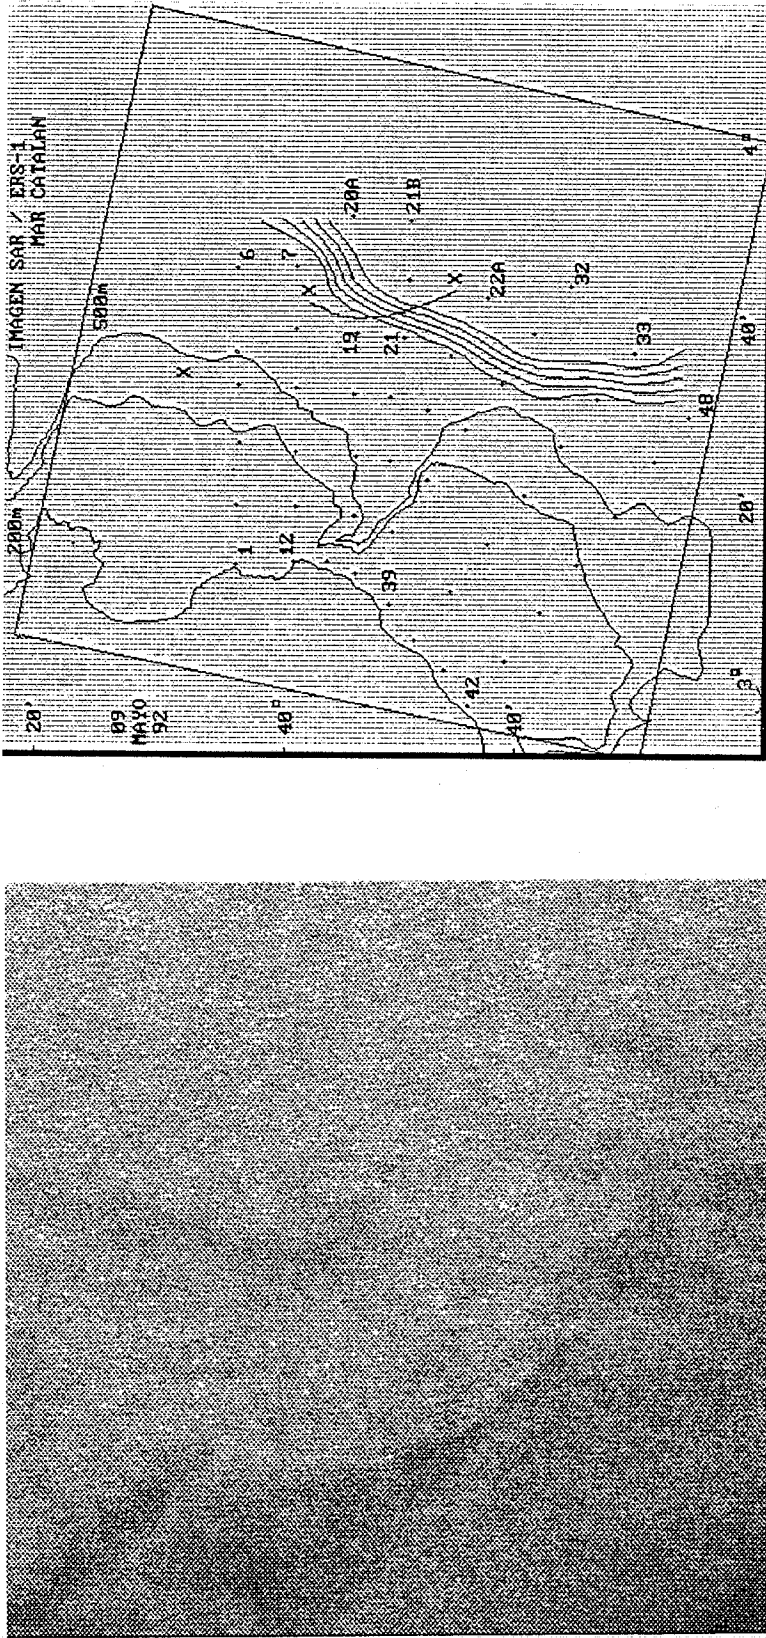 IMAGEN SAR / ERS-1
MAR CATALAN
200m
500m
20'
09
MAYO
92
40°
40'
3°
20'
40'
4°
X
X
X
1
6
12
7
19
20A
39
21
21B
22A
42
32
33
48